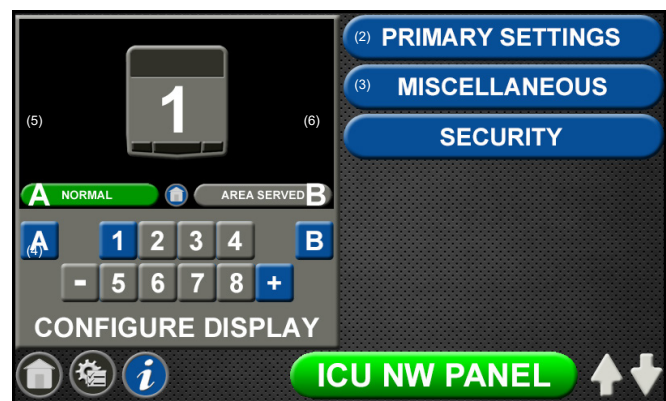 (2) PRIMARY SETTINGS
(3) MISCELLANEOUS
SECURITY
1
(5)
(6)
A NORMAL
AREA SERVED B
A 1 2 3 4 B
(4)
- 5 6 7 8 +
CONFIGURE DISPLAY
i
ICU NW PANEL